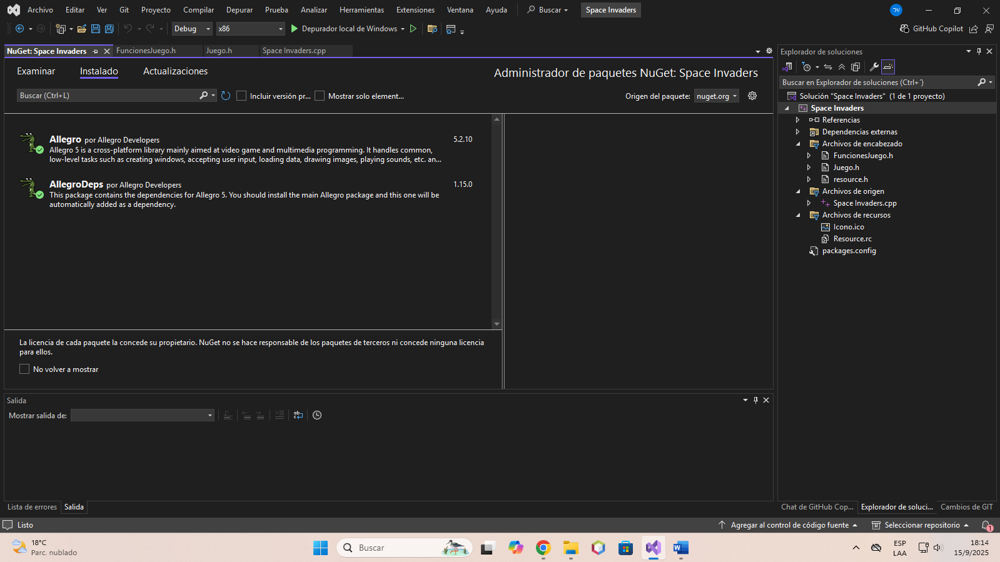 Archivo Editar Ver Git Proyecto Compilar Depurar Prueba Analizar Herramientas Extensiones Ventana Ayuda Buscar Space Invaders DV
Debug x86 Depurador local de Windows GitHub Copilot
NuGet: Space Invaders FuncionesJuego.h Juego.h Space Invaders.cpp
Examinar Instalado Actualizaciones
Administrador de paquetes NuGet: Space Invaders
Buscar (Ctrl+L) Incluir versión pr... Mostrar solo element... Origen del paquete: nuget.org
Allegro por Allegro Developers 5.2.10
Allegro 5 is a cross-platform library mainly aimed at video game and multimedia programming. It handles common,
low-level tasks such as creating windows, accepting user input, loading data, drawing images, playing sounds, etc. an...
AllegroDeps por Allegro Developers 1.15.0
This package contains the dependencies for Allegro 5. You should install the main Allegro package and this one will be
automatically added as a dependency.
La licencia de cada paquete la concede su propietario. NuGet no se hace responsable de los paquetes de terceros ni concede ninguna licencia
para ellos.
No volver a mostrar
Salida
Mostrar salida de:
Lista de errores Salida
Explorador de soluciones
Buscar en Explorador de soluciones (Ctrl+´)
Solución "Space Invaders" (1 de 1 proyecto)
Space Invaders
Referencias
Dependencias externas
Archivos de encabezado
FuncionesJuego.h
Juego.h
resource.h
Archivos de origen
Space Invaders.cpp
Archivos de recursos
Icono.ico
Resource.rc
packages.config
Chat de GitHub Cop... Explorador de soluci... Cambios de GIT
Listo Agregar al control de código fuente Seleccionar repositorio 1
18°C
Parc. nublado
Buscar
ESP
LAA
18:14
15/9/2025